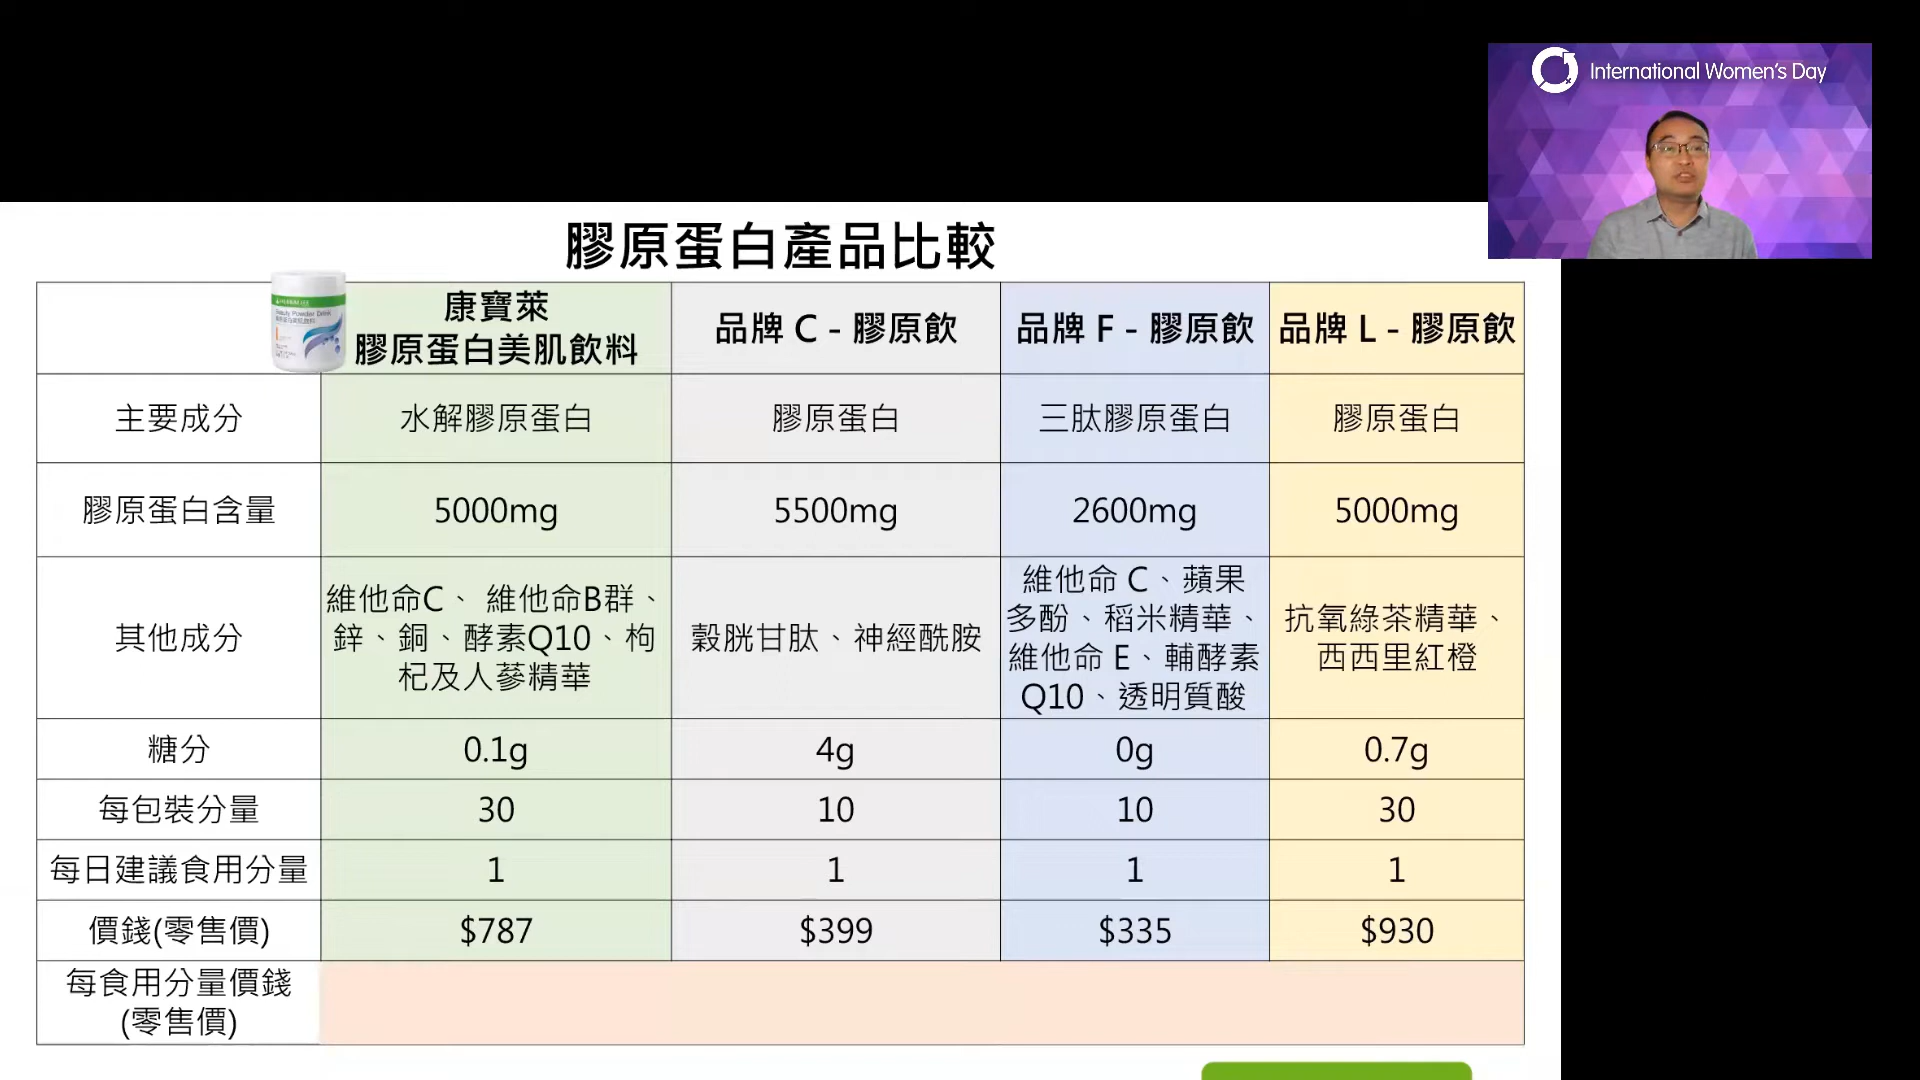 International Women's Day
膠原蛋白產品比較
康寶萊
膠原蛋白美肌飲料
品牌 C - 膠原飲
品牌 F - 膠原飲
品牌 L - 膠原飲
主要成分
水解膠原蛋白
膠原蛋白
三肽膠原蛋白
膠原蛋白
膠原蛋白含量
5000mg
5500mg
2600mg
5000mg
其他成分
維他命C、 維他命B群、
鋅、銅、酵素Q10、枸
杞及人蔘精華
穀胱甘肽、神經酰胺
維他命 C、蘋果
多酚、稻米精華、
維他命 E、輔酵素
Q10、透明質酸
抗氧綠茶精華、
西西里紅橙
糖分
0.1g
4g
0g
0.7g
每包裝分量
30
10
10
30
每日建議食用分量
1
1
1
1
價錢(零售價)
$787
$399
$335
$930
每食用分量價錢
(零售價)